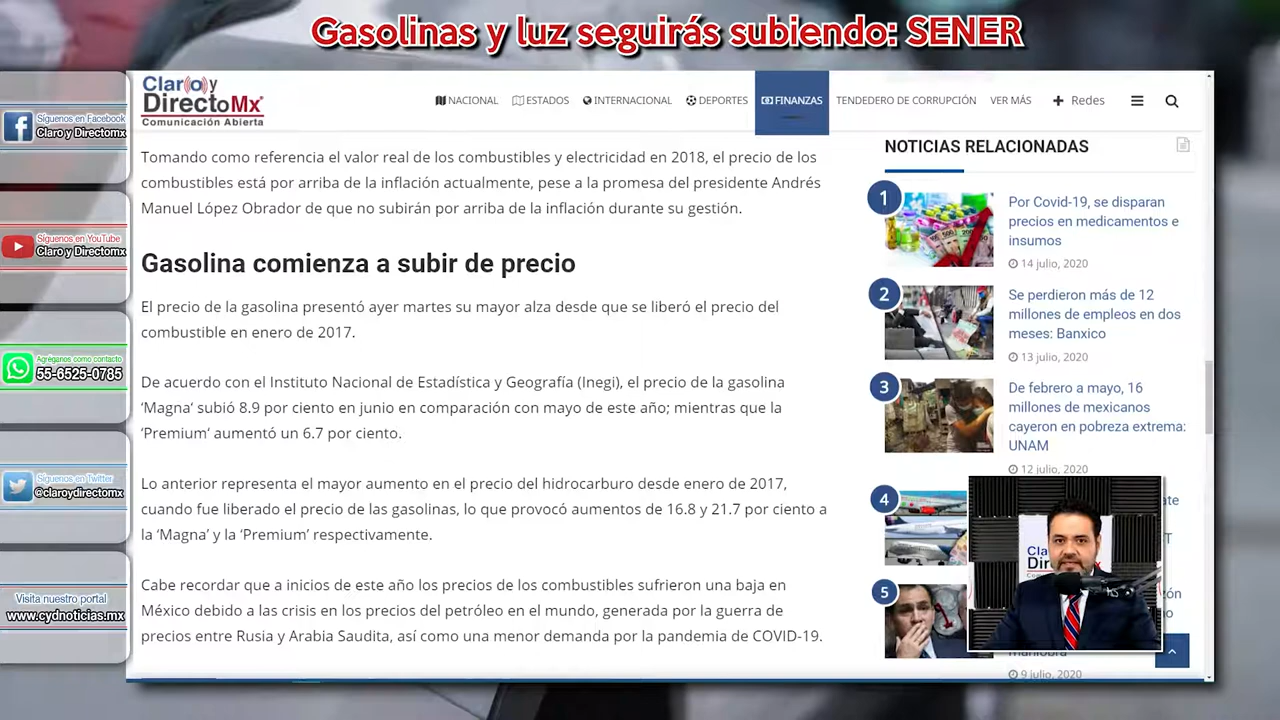 Gasolinas y luz seguirás subiendo: SENER
Síguenos en Facebook
Claro y Directomx
Síguenos en YouTube
Claro y Directomx
Agréganos como contacto
55-6525-0785
Síguenos en Twitter
@claroydirectomx
Visita nuestro portal
www.cydnoticias.mx
Claro y
DirectoMx
Comunicación Abierta
NACIONAL ESTADOS INTERNACIONAL DEPORTES FINANZAS TENDEDERO DE CORRUPCIÓN VER MÁS Redes
Tomando como referencia el valor real de los combustibles y electricidad en 2018, el precio de los
combustibles está por arriba de la inflación actualmente, pese a la promesa del presidente Andrés
Manuel López Obrador de que no subirán por arriba de la inflación durante su gestión.
Gasolina comienza a subir de precio
El precio de la gasolina presentó ayer martes su mayor alza desde que se liberó el precio del
combustible en enero de 2017.
De acuerdo con el Instituto Nacional de Estadística y Geografía (Inegi), el precio de la gasolina
‘Magna’ subió 8.9 por ciento en junio en comparación con mayo de este año; mientras que la
‘Premium’ aumentó un 6.7 por ciento.
Lo anterior representa el mayor aumento en el precio del hidrocarburo desde enero de 2017,
cuando fue liberado el precio de las gasolinas, lo que provocó aumentos de 16.8 y 21.7 por ciento a
la ‘Magna’ y la ‘Premium’ respectivamente.
Cabe recordar que a inicios de este año los precios de los combustibles sufrieron una baja en
México debido a las crisis en los precios del petróleo en el mundo, generada por la guerra de
precios entre Rusia y Arabia Saudita, así como una menor demanda por la pandemia de COVID-19.
NOTICIAS RELACIONADAS
1
Por Covid-19, se disparan
precios en medicamentos e
insumos
14 julio, 2020
2
Se perdieron más de 12
millones de empleos en dos
meses: Banxico
13 julio, 2020
3
De febrero a mayo, 16
millones de mexicanos
cayeron en pobreza extrema:
UNAM
12 julio, 2020
4
5
maniobra
9 julio, 2020